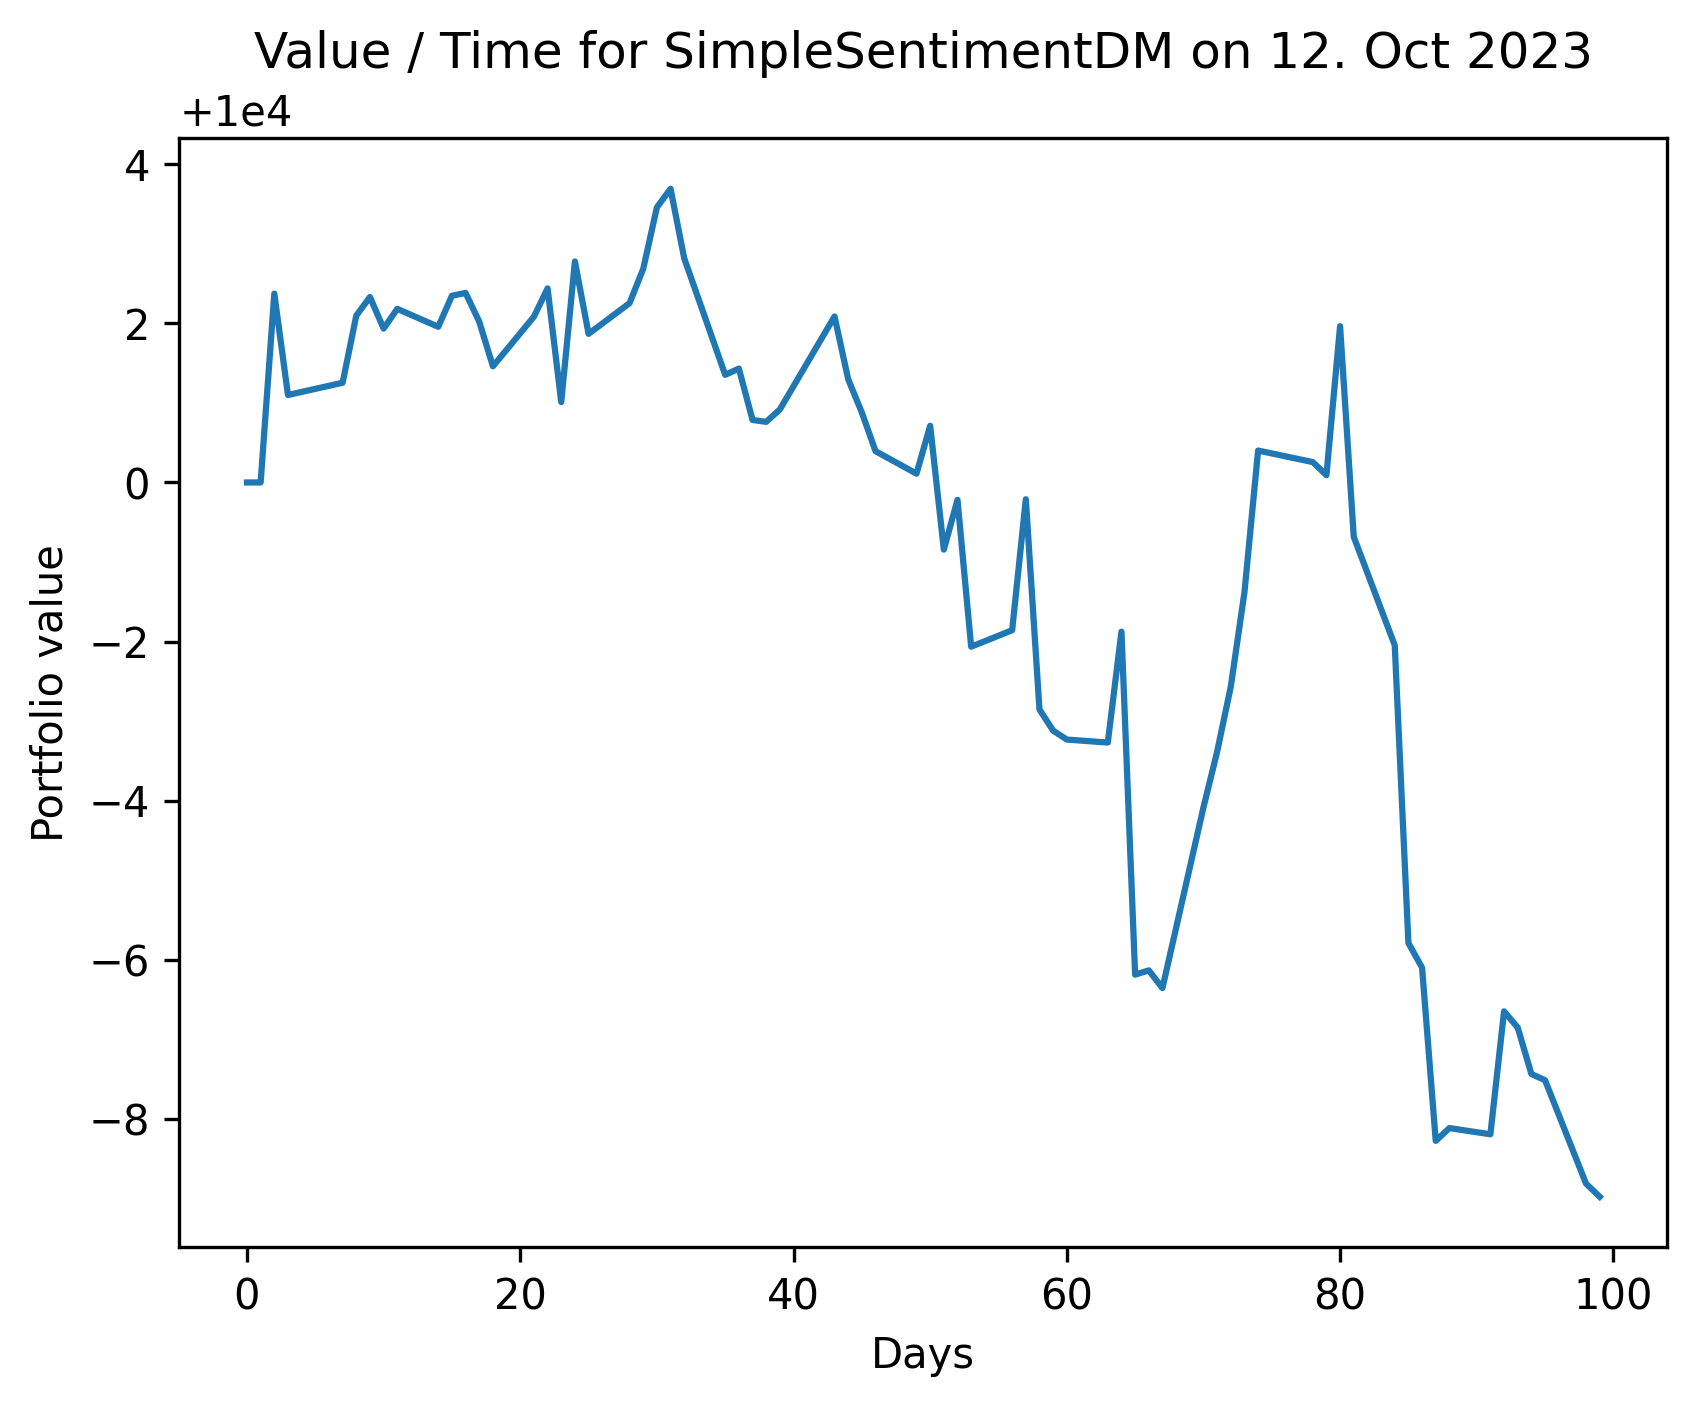 Value / Time for SimpleSentimentDM on 12. Oct 2023
+1e4
4
2
0
−2
−4
−6
−8
Portfolio value
0 20 40 60 80 100
Days